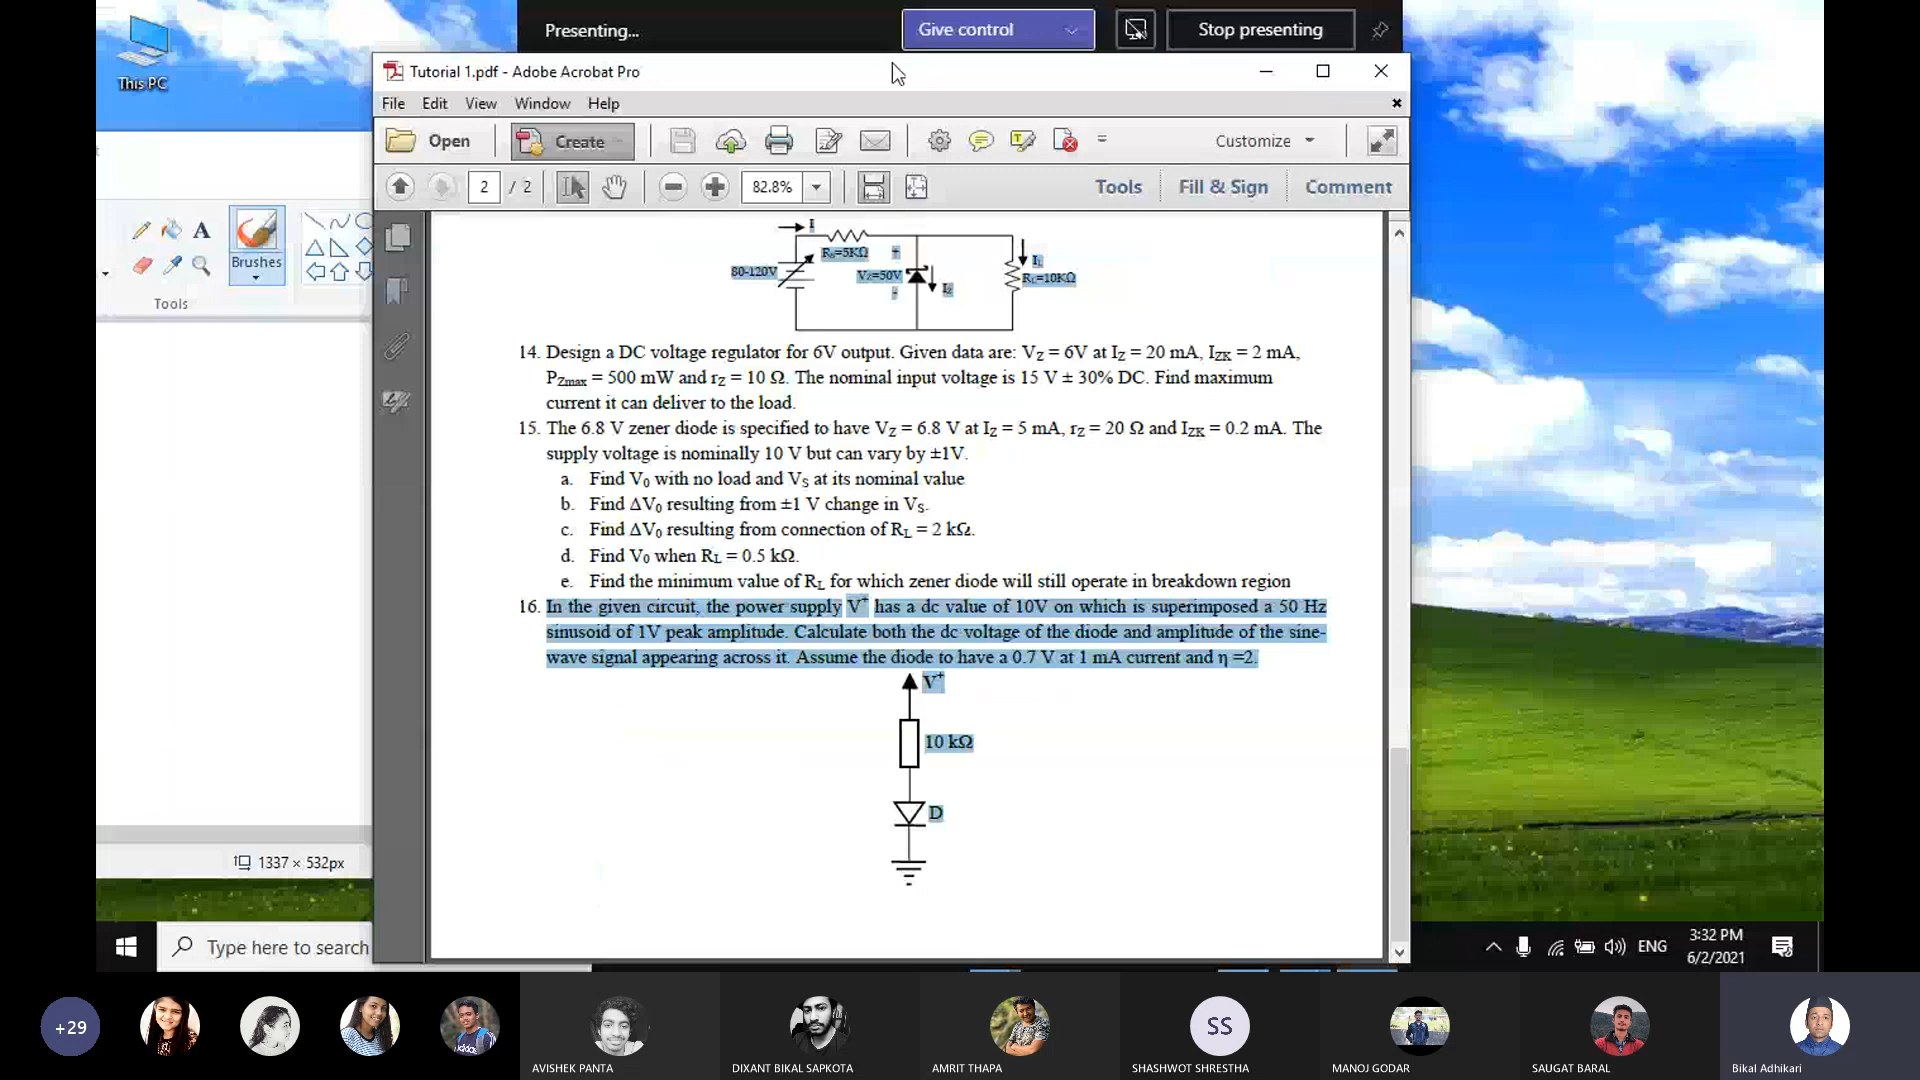 Presenting...
Give control
Stop presenting
This PC
Tutorial 1.pdf - Adobe Acrobat Pro
File Edit View Window Help
Open
Create
Customize
2 / 2
82.8%
Tools
Fill & Sign
Comment
A
Brushes
Tools
I
RS=5KΩ
+
80-120V
VZ=50V
-
IZ
IL
RL=10KΩ
14. Design a DC voltage regulator for 6V output. Given data are: VZ = 6V at IZ = 20 mA, IZK = 2 mA,
PZmax = 500 mW and rZ = 10 Ω. The nominal input voltage is 15 V ± 30% DC. Find maximum
current it can deliver to the load.
15. The 6.8 V zener diode is specified to have VZ = 6.8 V at IZ = 5 mA, rZ = 20 Ω and IZK = 0.2 mA. The
supply voltage is nominally 10 V but can vary by ±1V.
a. Find V0 with no load and VS at its nominal value
b. Find ΔV0 resulting from ±1 V change in VS.
c. Find ΔV0 resulting from connection of RL = 2 kΩ.
d. Find V0 when RL = 0.5 kΩ.
e. Find the minimum value of RL for which zener diode will still operate in breakdown region
16. In the given circuit, the power supply V+ has a dc value of 10V on which is superimposed a 50 Hz
sinusoid of 1V peak amplitude. Calculate both the dc voltage of the diode and amplitude of the sine-
wave signal appearing across it. Assume the diode to have a 0.7 V at 1 mA current and η =2.
V+
10 kΩ
D
1337 × 532px
Type here to search
ENG
3:32 PM
6/2/2021
+29
AVISHEK PANTA
DIXANT BIKAL SAPKOTA
AMRIT THAPA
SS
SHASHWOT SHRESTHA
MANOJ GODAR
SAUGAT BARAL
Bikal Adhikari